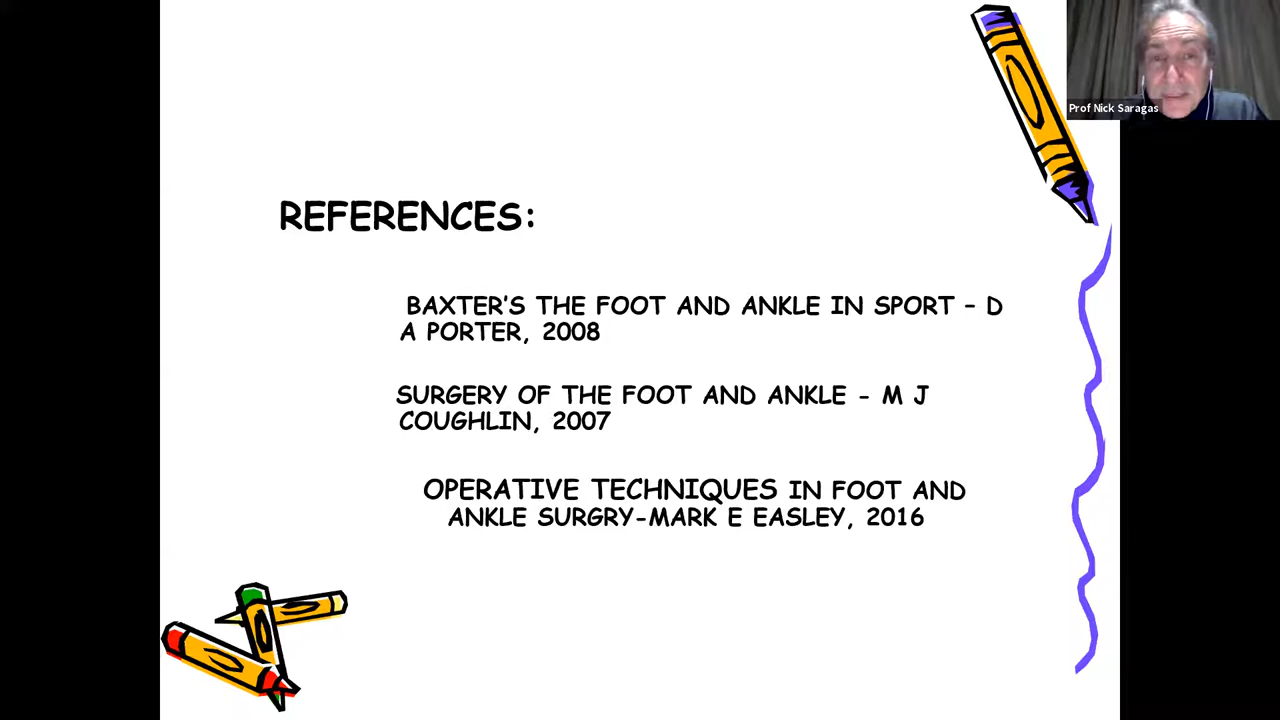 Prof Nick Saragas
REFERENCES:
BAXTER'S THE FOOT AND ANKLE IN SPORT – D
A PORTER, 2008
SURGERY OF THE FOOT AND ANKLE - M J
COUGHLIN, 2007
OPERATIVE TECHNIQUES IN FOOT AND
ANKLE SURGRY-MARK E EASLEY, 2016